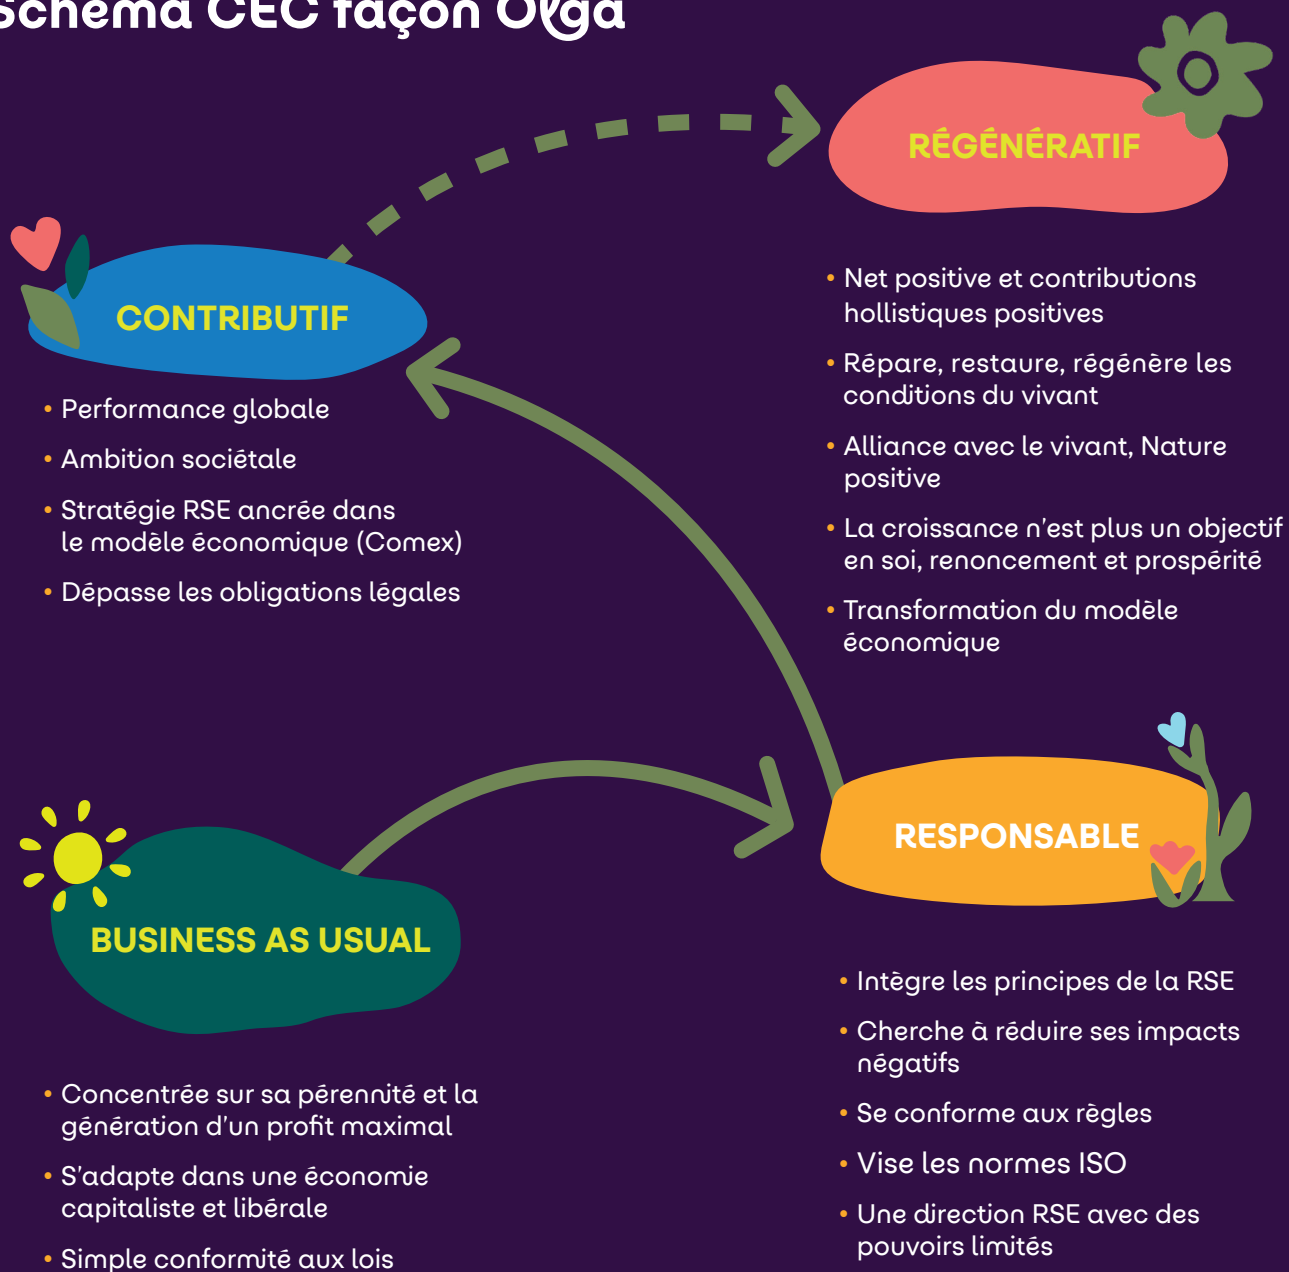 Schéma CEC façon Olga
RÉGÉNÉRATIF
• Net positive et contributions
hollistiques positives
• Répare, restaure, régénère les
conditions du vivant
• Alliance avec le vivant, Nature
positive
• La croissance n'est plus un objectif
en soi, renoncement et prospérité
• Transformation du modèle
économique
CONTRIBUTIF
• Performance globale
• Ambition sociétale
• Stratégie RSE ancrée dans
le modèle économique (Comex)
• Dépasse les obligations légales
RESPONSABLE
• Intègre les principes de la RSE
• Cherche à réduire ses impacts
négatifs
• Se conforme aux règles
• Vise les normes ISO
• Une direction RSE avec des
pouvoirs limités
BUSINESS AS USUAL
• Concentrée sur sa pérennité et la
génération d'un profit maximal
• S'adapte dans une économie
capitaliste et libérale
• Simple conformité aux lois